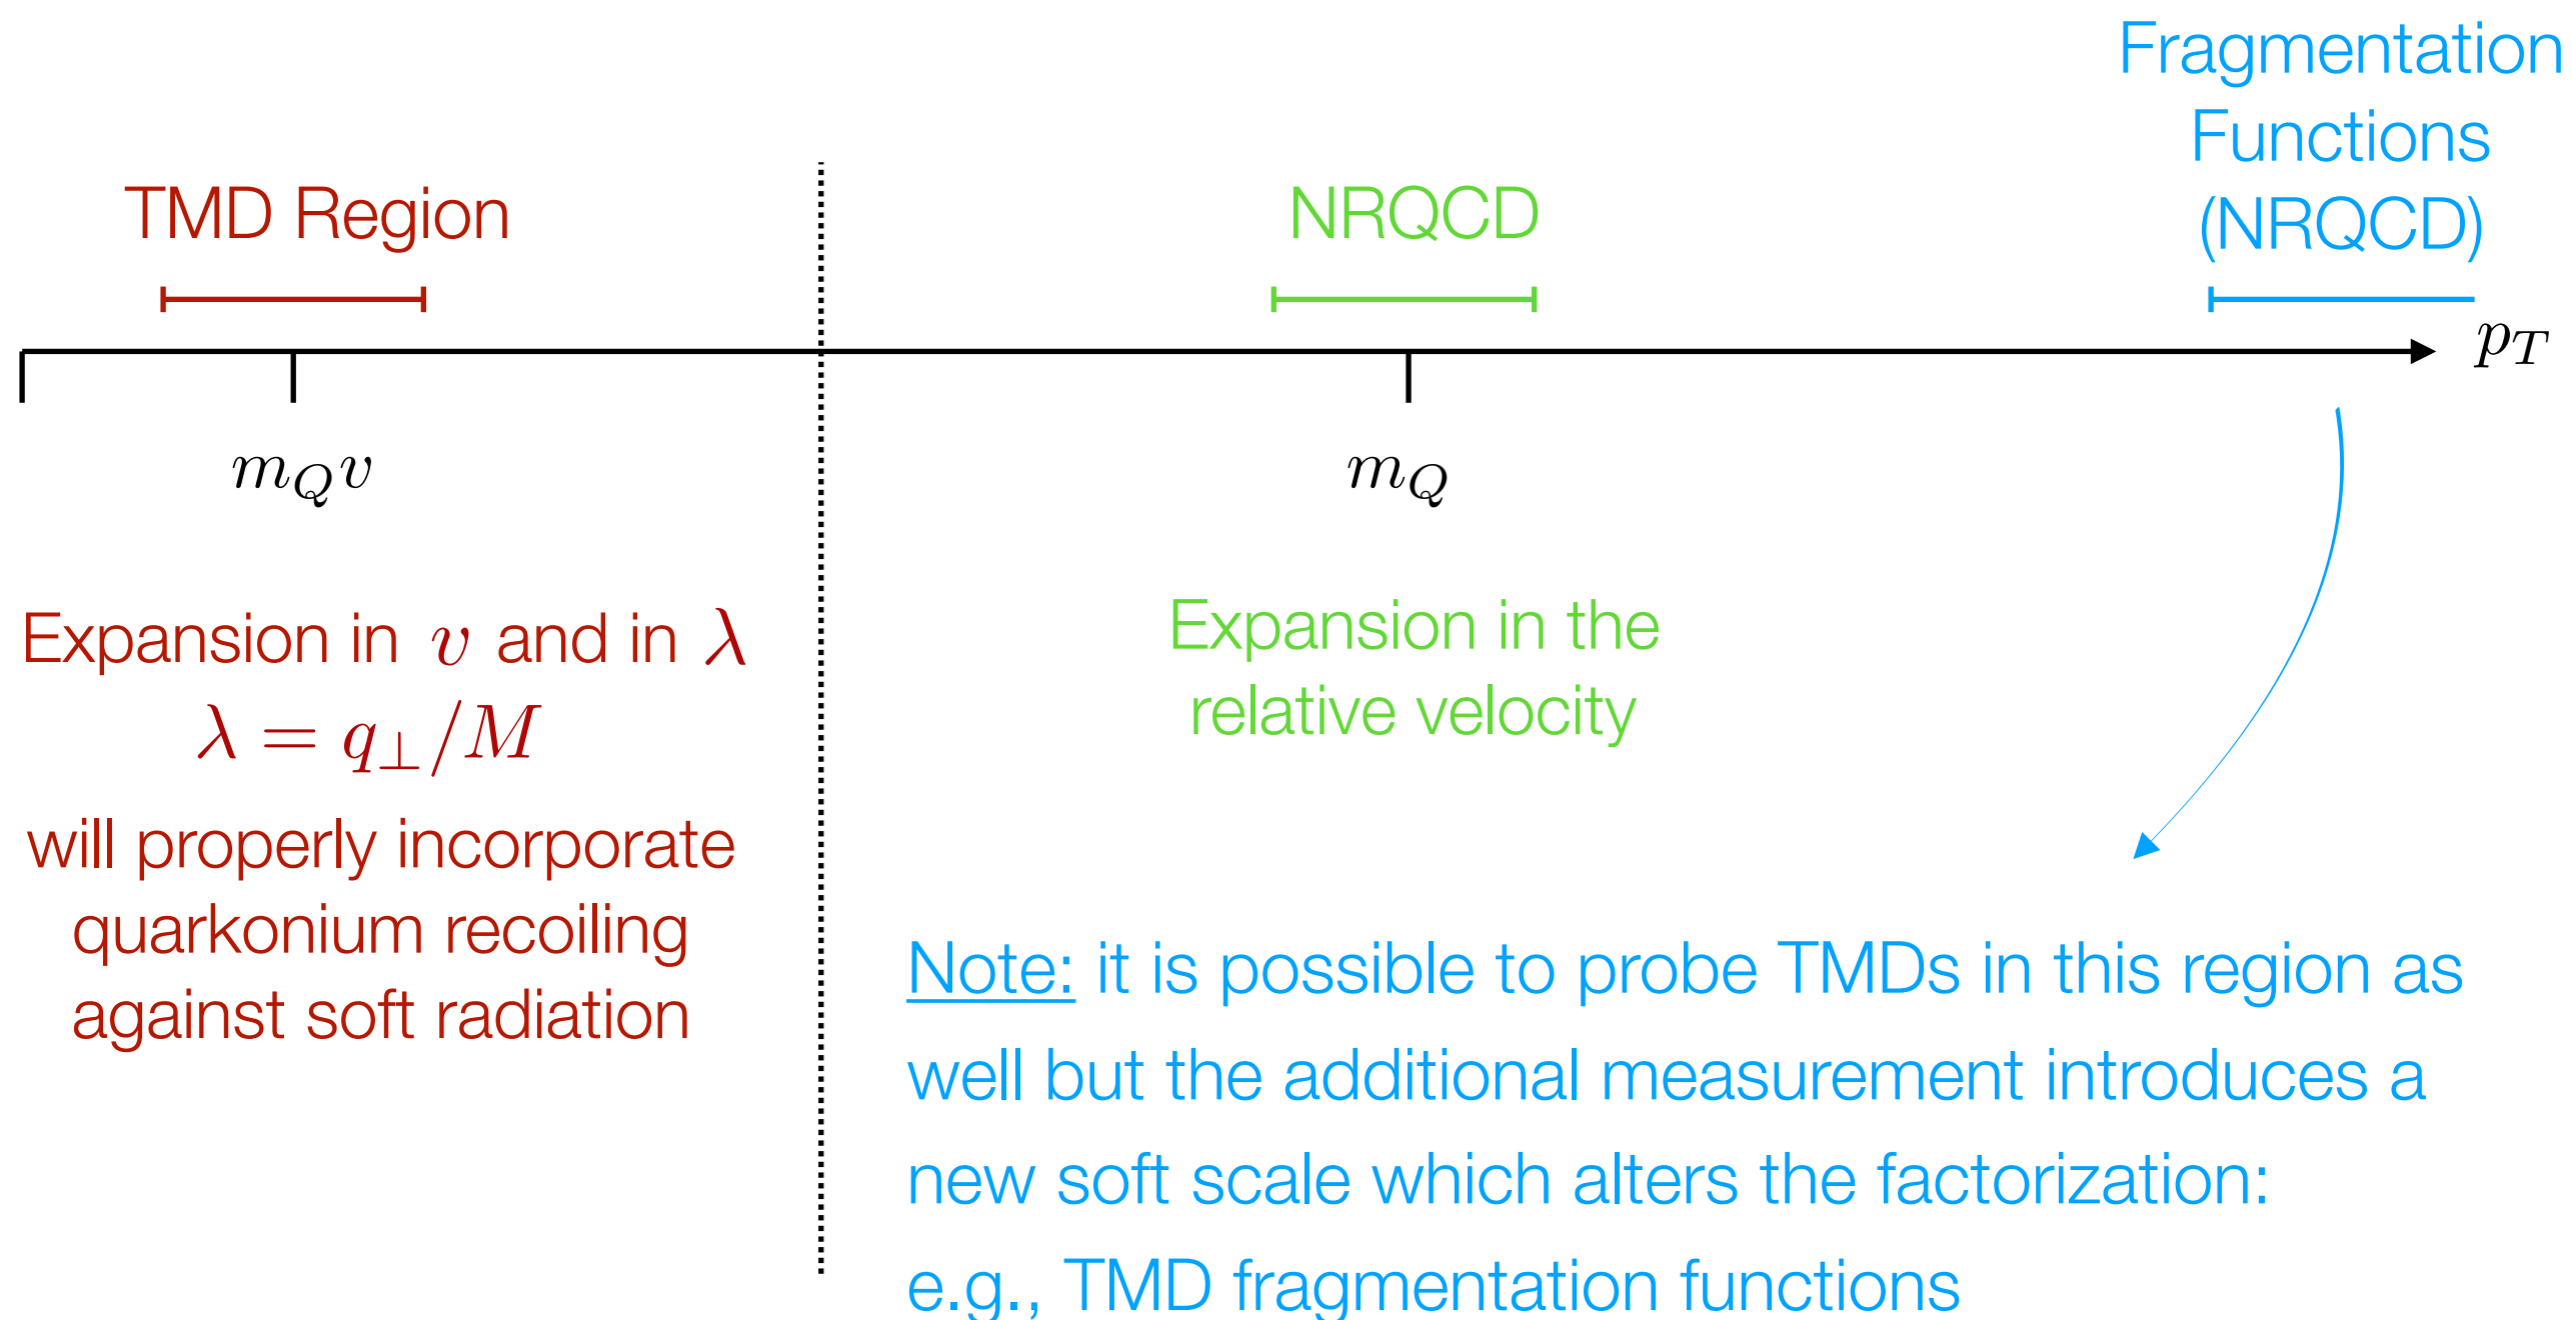 Fragmentation
Functions
(NRQCD)
TMD Region
NRQCD
p_T
m_Q v
m_Q
Expansion in v and in λ
λ = q_⊥/M
will properly incorporate
quarkonium recoiling
against soft radiation
Expansion in the
relative velocity
Note: it is possible to probe TMDs in this region as
well but the additional measurement introduces a
new soft scale which alters the factorization:
e.g., TMD fragmentation functions